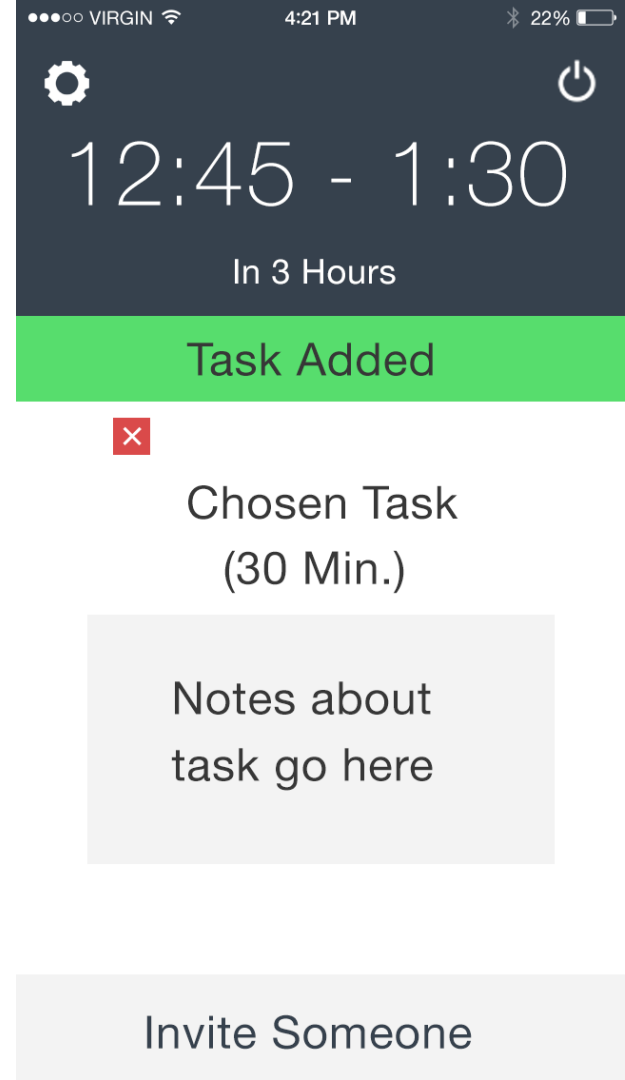 VIRGIN 4:21 PM 22%
12:45 - 1:30
In 3 Hours
Task Added
Chosen Task
(30 Min.)
Notes about
task go here
Invite Someone